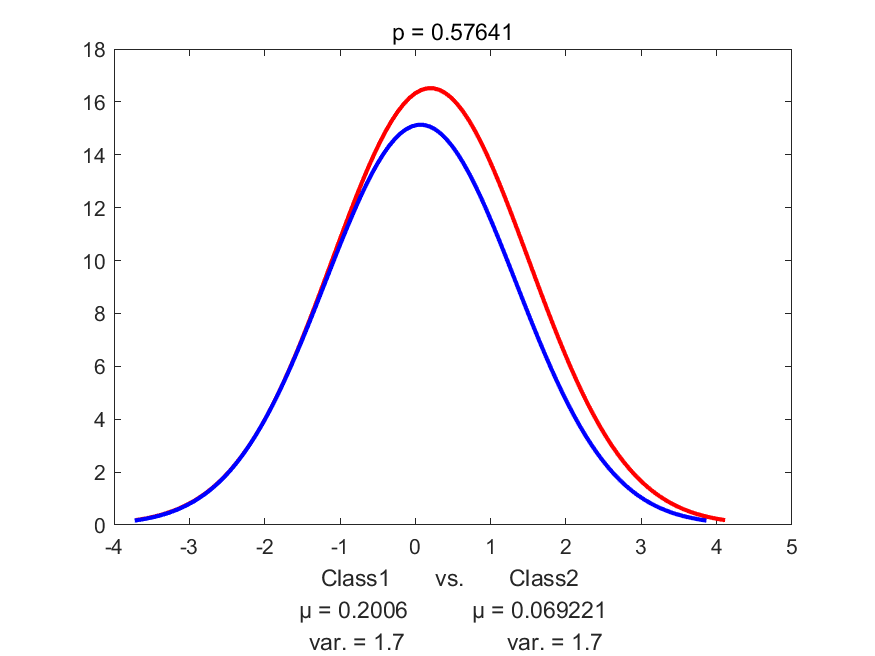 p = 0.57641
18
16
14
12
10
8
6
4
2
0
-4 -3 -2 -1 0 1 2 3 4 5
Class1 vs. Class2
μ = 0.2006 μ = 0.069221
var. = 1.7 var. = 1.7